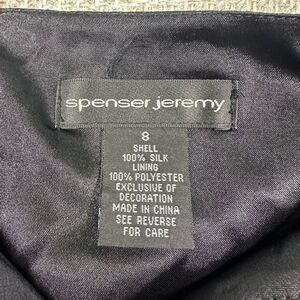 spenser jeremy
8
SHELL
100% SILK
LINING
100% POLYESTER
EXCLUSIVE OF
DECORATION
MADE IN CHINA
SEE REVERSE
FOR CARE